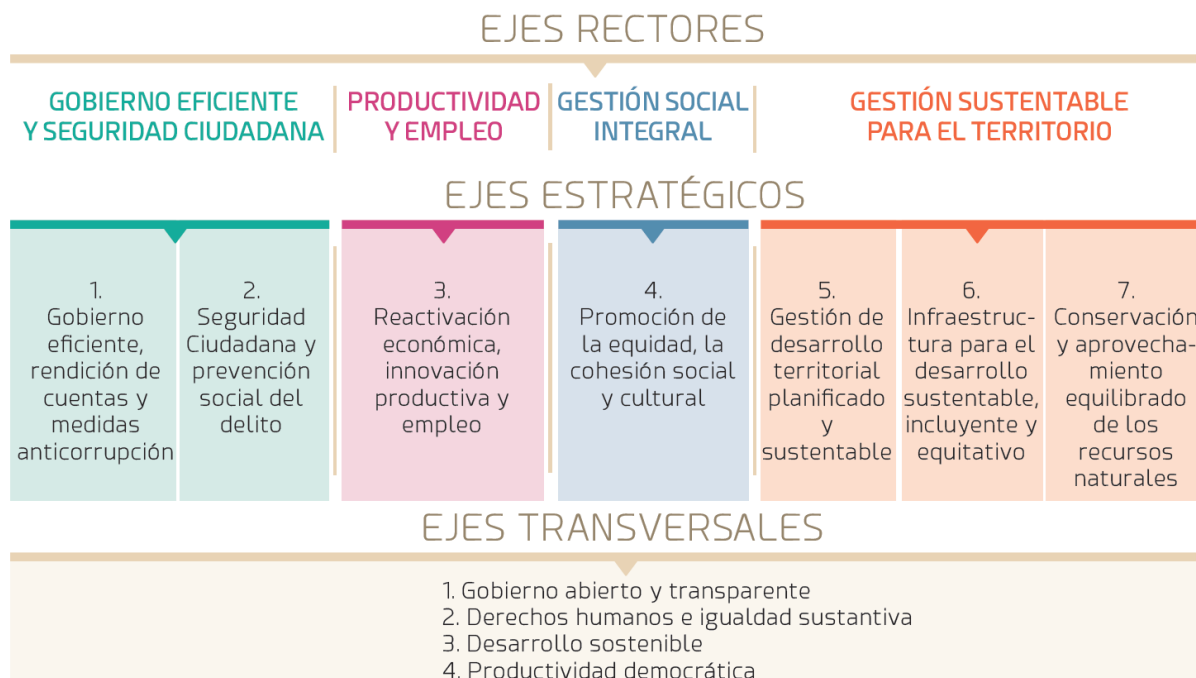 EJES RECTORES
GOBIERNO EFICIENTE
Y SEGURIDAD CIUDADANA
PRODUCTIVIDAD
Y EMPLEO
GESTIÓN SOCIAL
INTEGRAL
GESTIÓN SUSTENTABLE
PARA EL TERRITORIO
EJES ESTRATÉGICOS
1.
Gobierno
eficiente,
rendición de
cuentas y
medidas
anticorrupción
2.
Seguridad
Ciudadana y
prevención
social del
delito
3.
Reactivación
económica,
innovación
productiva y
empleo
4.
Promoción de
la equidad, la
cohesión social
y cultural
5.
Gestión de
desarrollo
territorial
planificado
y
sustentable
6.
Infraestruc-
tura para el
desarrollo
sustentable,
incluyente y
equitativo
7.
Conservación
y aprovecha-
miento
equilibrado
de los
recursos
naturales
EJES TRANSVERSALES
1. Gobierno abierto y transparente
2. Derechos humanos e igualdad sustantiva
3. Desarrollo sostenible
4. Productividad democrática